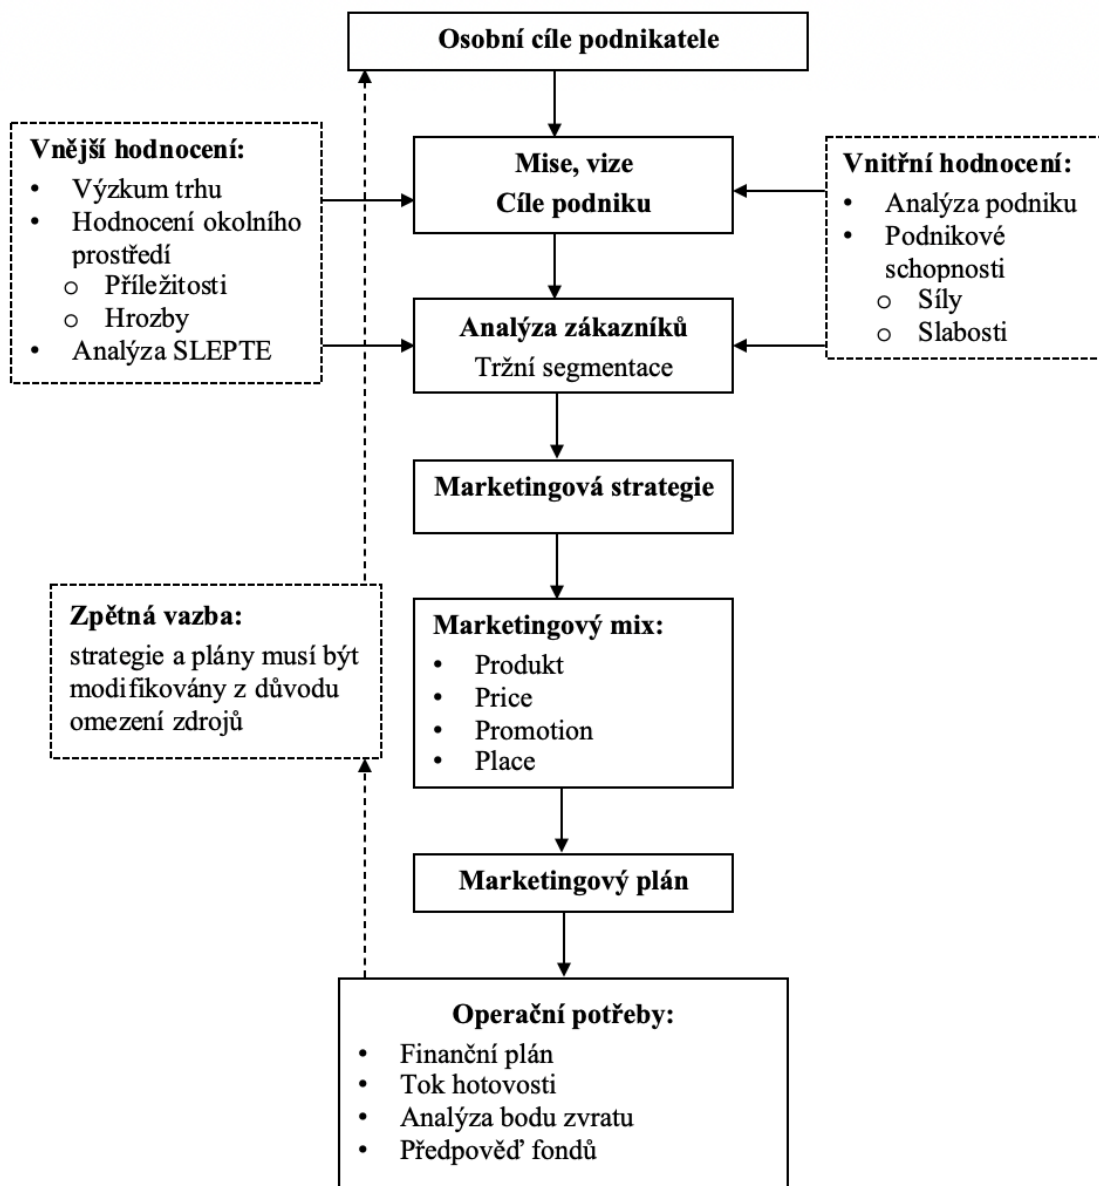 Osobní cíle podnikatele
Vnější hodnocení:
• Výzkum trhu
• Hodnocení okolního
prostředí
o Příležitosti
o Hrozby
• Analýza SLEPTE
Mise, vize
Cíle podniku
Vnitřní hodnocení:
• Analýza podniku
• Podnikové
schopnosti
o Síly
o Slabosti
Analýza zákazníků
Tržní segmentace
Marketingová strategie
Zpětná vazba:
strategie a plány musí být
modifikovány z důvodu
omezení zdrojů
Marketingový mix:
• Produkt
• Price
• Promotion
• Place
Marketingový plán
Operační potřeby:
• Finanční plán
• Tok hotovosti
• Analýza bodu zvratu
• Předpověď fondů